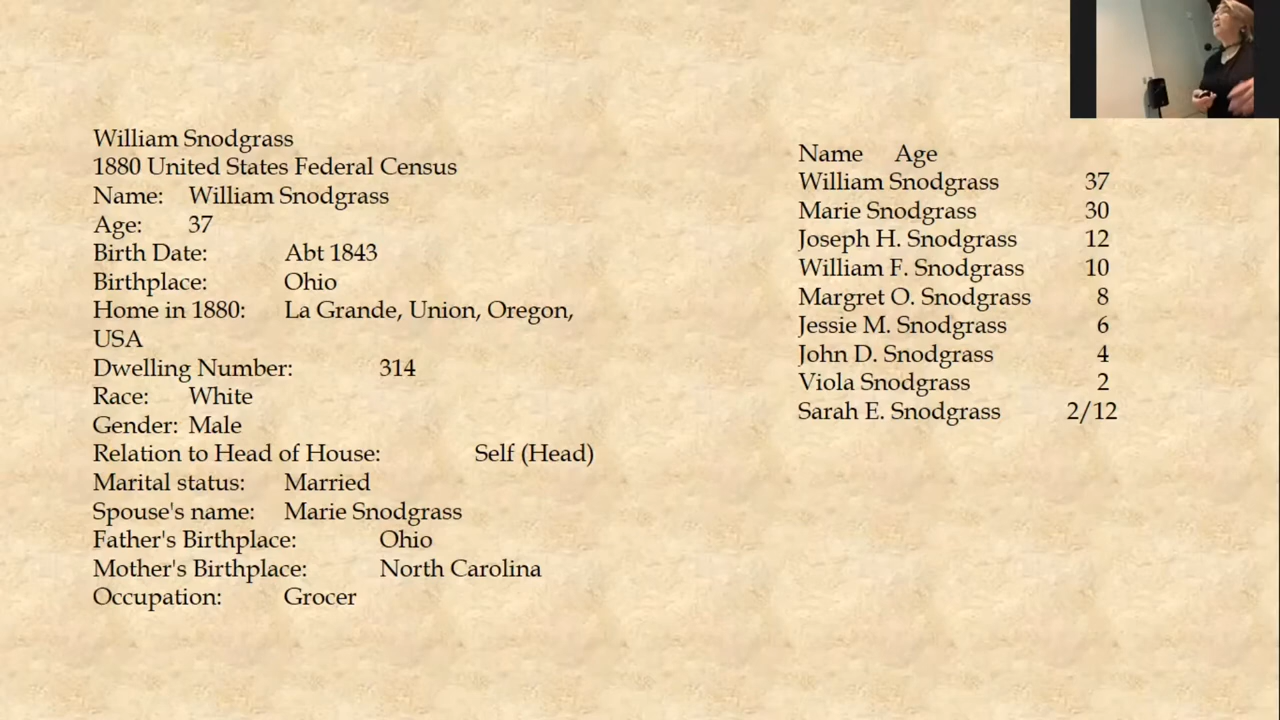 William Snodgrass
1880 United States Federal Census
Name: William Snodgrass
Age: 37
Birth Date: Abt 1843
Birthplace: Ohio
Home in 1880: La Grande, Union, Oregon,
USA
Dwelling Number: 314
Race: White
Gender: Male
Relation to Head of House: Self (Head)
Marital status: Married
Spouse's name: Marie Snodgrass
Father's Birthplace: Ohio
Mother's Birthplace: North Carolina
Occupation: Grocer
Name Age
William Snodgrass 37
Marie Snodgrass 30
Joseph H. Snodgrass 12
William F. Snodgrass 10
Margret O. Snodgrass 8
Jessie M. Snodgrass 6
John D. Snodgrass 4
Viola Snodgrass 2
Sarah E. Snodgrass 2/12